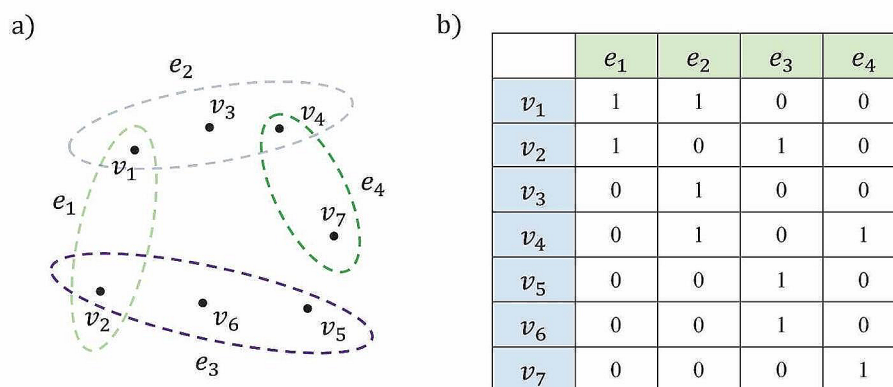 a)
e₂
v₃
v₄
v₁
e₁
e₄
v₇
v₂
v₆
v₅
e₃
b)
e₁ e₂ e₃ e₄
v₁ 1 1 0 0
v₂ 1 0 1 0
v₃ 0 1 0 0
v₄ 0 1 0 1
v₅ 0 0 1 0
v₆ 0 0 1 0
v₇ 0 0 0 1